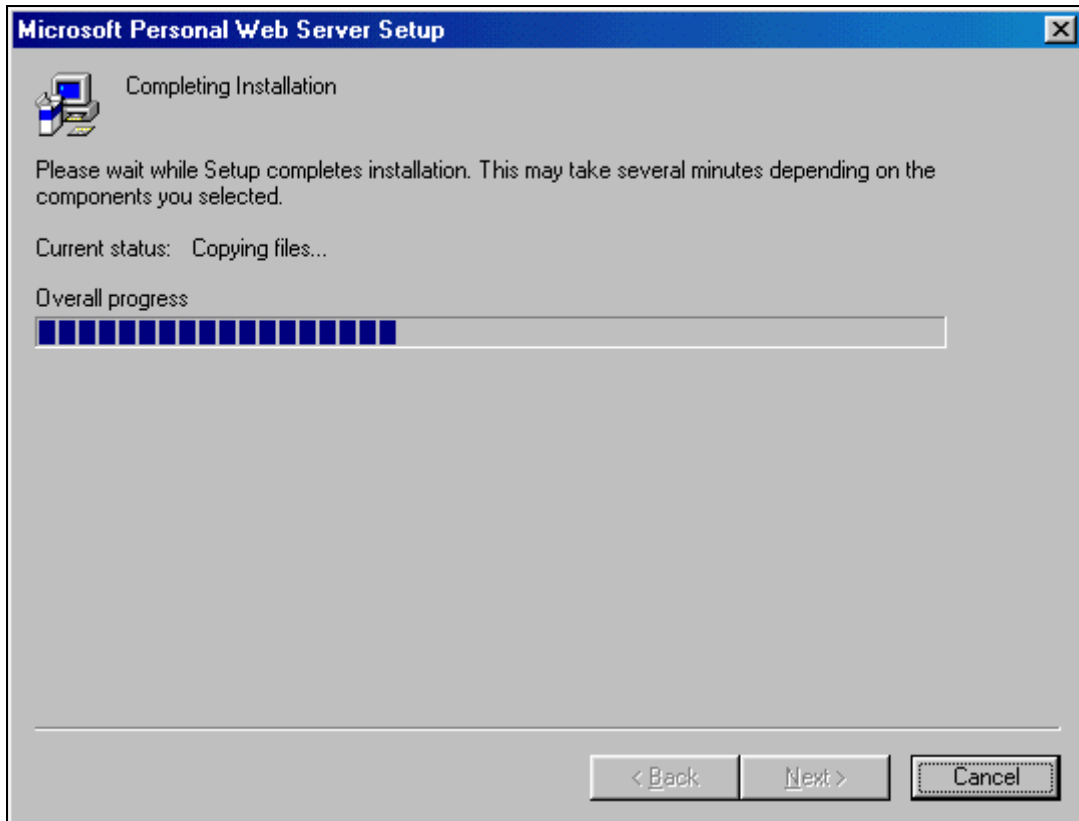 Microsoft Personal Web Server Setup
Completing Installation
Please wait while Setup completes installation. This may take several minutes depending on the
components you selected.
Current status: Copying files...
Overall progress
< Back Next > Cancel